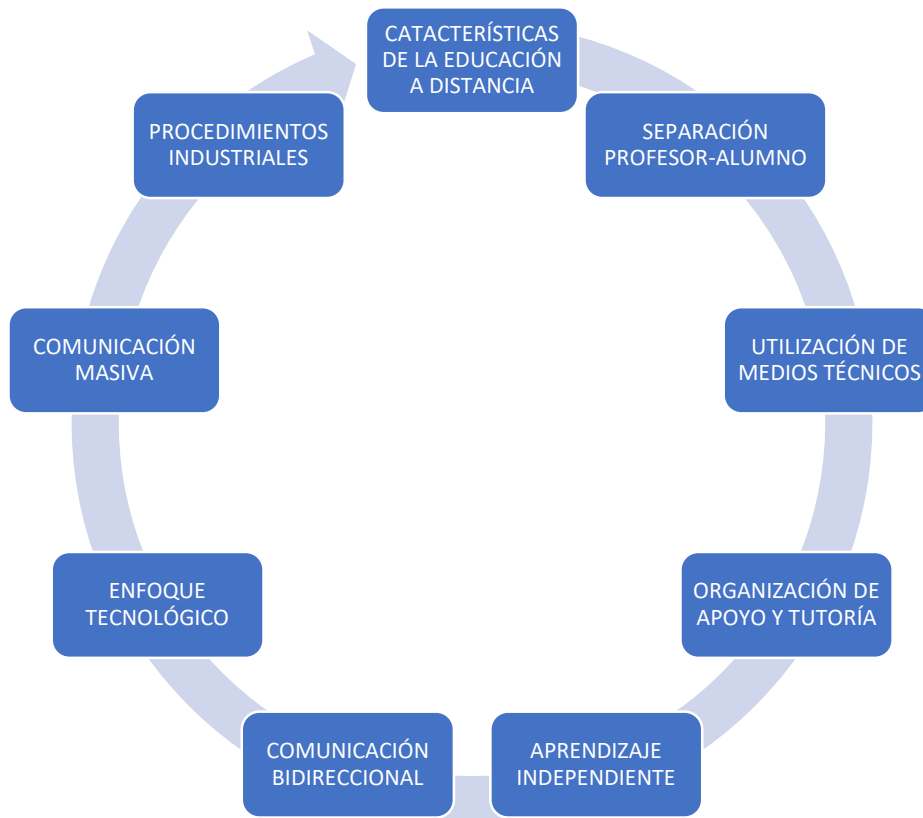 CATACTERÍSTICAS
DE LA EDUCACIÓN
A DISTANCIA
SEPARACIÓN
PROFESOR-ALUMNO
UTILIZACIÓN DE
MEDIOS TÉCNICOS
ORGANIZACIÓN DE
APOYO Y TUTORÍA
APRENDIZAJE
INDEPENDIENTE
COMUNICACIÓN
BIDIRECCIONAL
ENFOQUE
TECNOLÓGICO
COMUNICACIÓN
MASIVA
PROCEDIMIENTOS
INDUSTRIALES